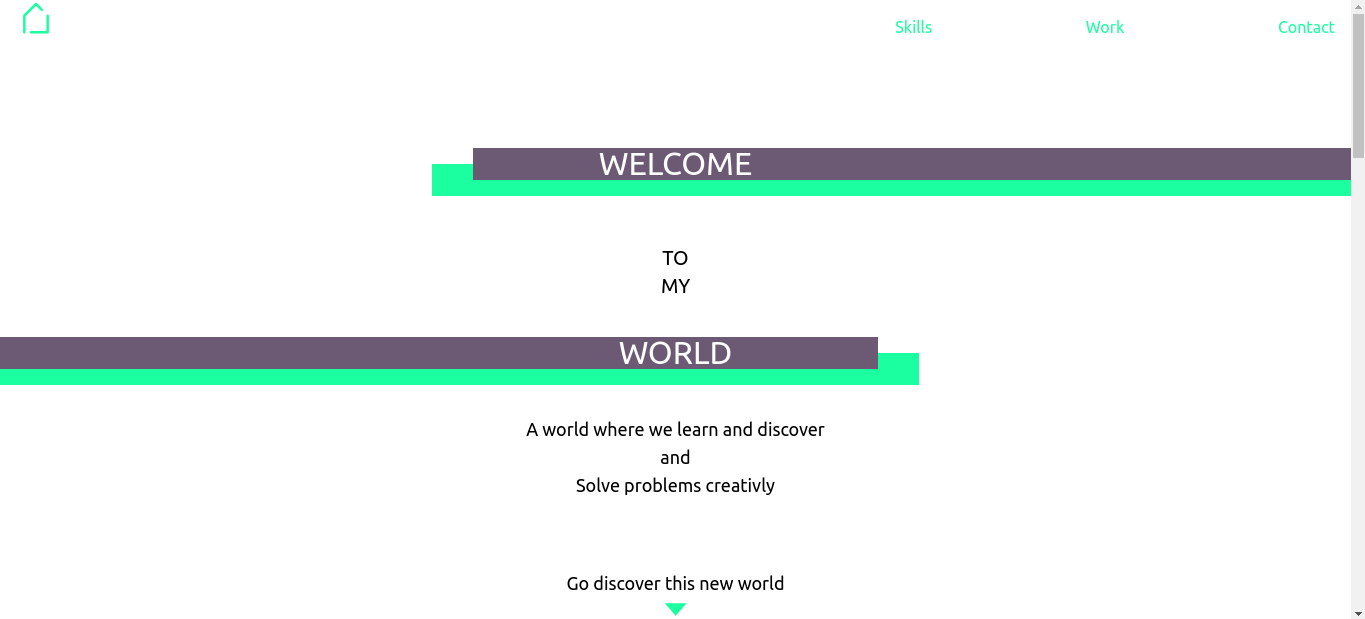 Skills
Work
Contact
WELCOME
TO
MY
WORLD
A world where we learn and discover
and
Solve problems creativly
Go discover this new world